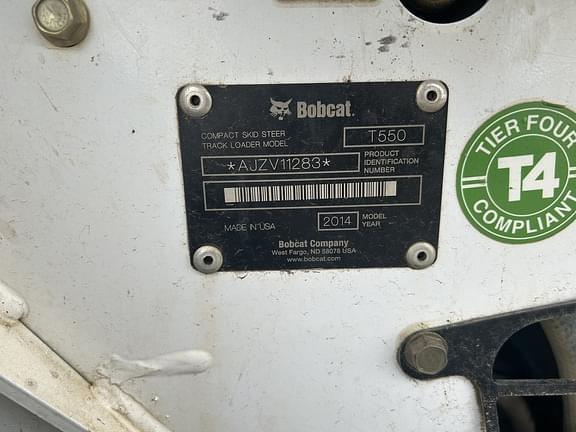 Bobcat.
COMPACT SKID STEER
TRACK LOADER MODEL
T550
*AJZV11283*
PRODUCT
IDENTIFICATION
NUMBER
MADE IN USA
2014
MODEL
YEAR
Bobcat Company
West Fargo, ND 58078 USA
www.bobcat.com
TIER FOUR
T4
COMPLIANT